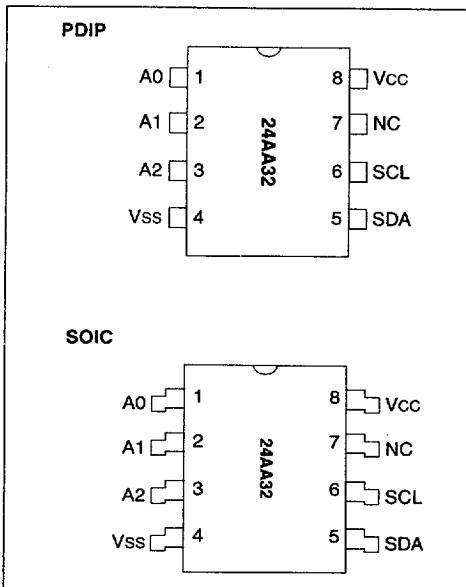 PDIP
A0 1 8 Vcc
A1 2 7 NC
A2 3 6 SCL
Vss 4 5 SDA
24AA32
SOIC
A0 1 8 Vcc
A1 2 7 NC
A2 3 6 SCL
Vss 4 5 SDA
24AA32